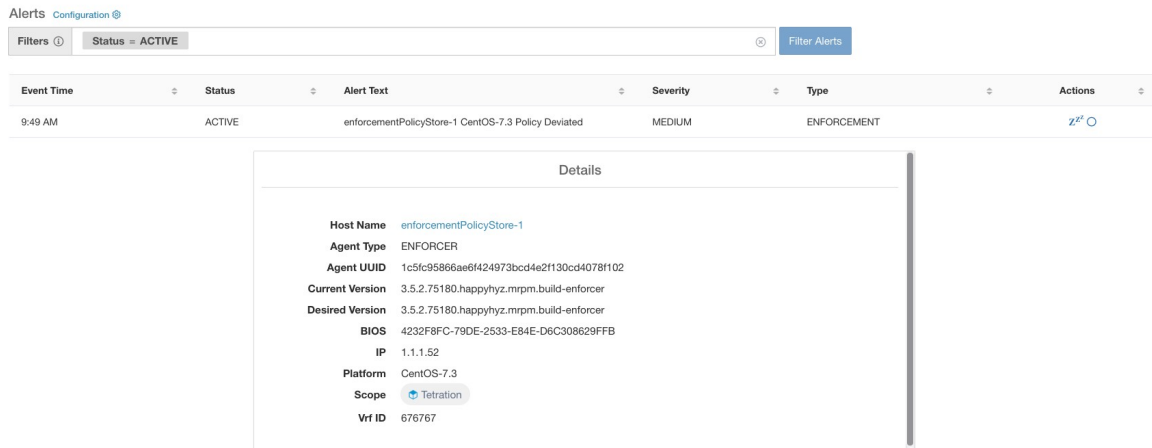 Alerts Configuration
Filters Status = ACTIVE Filter Alerts
Event Time Status Alert Text Severity Type Actions
9:49 AM ACTIVE enforcementPolicyStore-1 CentOS-7.3 Policy Deviated MEDIUM ENFORCEMENT zzz
Details
Host Name enforcementPolicyStore-1
Agent Type ENFORCER
Agent UUID 1c5fc95866ae6f424973bcd4e2f130cd4078f102
Current Version 3.5.2.75180.happyhyz.mrpm.build-enforcer
Desired Version 3.5.2.75180.happyhyz.mrpm.build-enforcer
BIOS 4232F8FC-79DE-2533-E84E-D6C308629FFB
IP 1.1.1.52
Platform CentOS-7.3
Scope Tetration
Vrf ID 676767